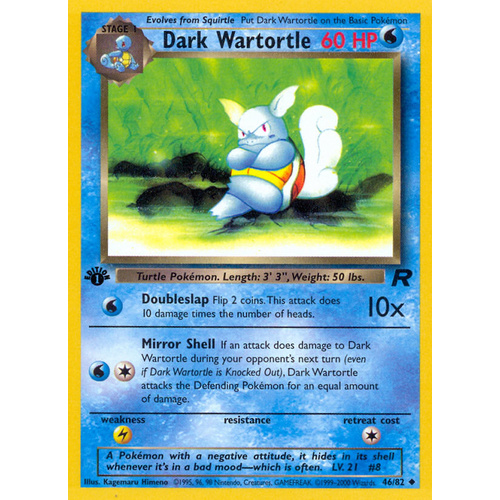 Evolves from Squirtle Put Dark Wartortle on the Basic Pokémon
STAGE 1
Dark Wartortle 60 HP
EDITION
1
Turtle Pokémon. Length: 3' 3", Weight: 50 lbs.
R
Doubleslap Flip 2 coins. This attack does
10 damage times the number of heads.
10x
Mirror Shell If an attack does damage to Dark
Wartortle during your opponent's next turn (even
if Dark Wartortle is Knocked Out), Dark Wartortle
attacks the Defending Pokémon for an equal
amount of damage.
weakness resistance retreat cost
A Pokémon with a negative attitude, it hides in its shell
whenever it's in a bad mood—which is often. LV. 21 #8
Illus. Kagemaru Himeno ©1995, 96, 98 Nintendo, Creatures, GAMEFREAK. ©1999-2000 Wizards. 46/82